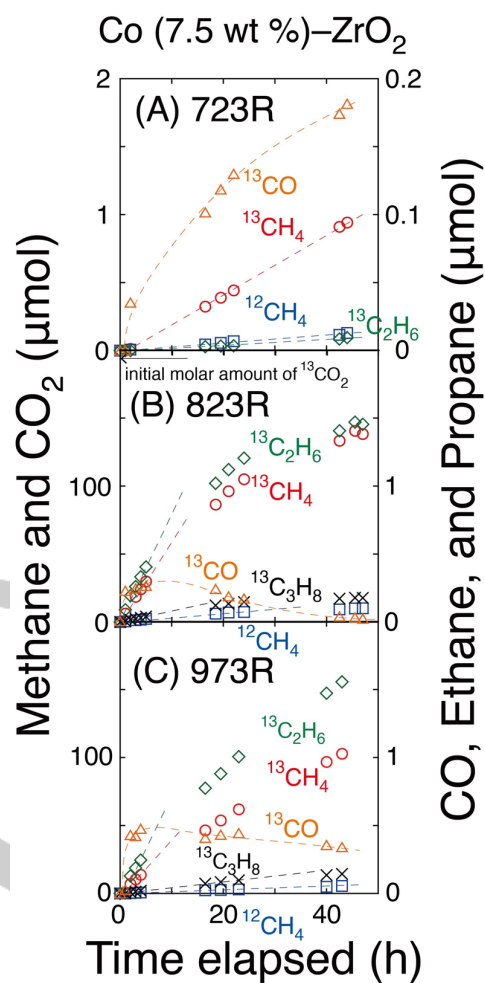 Co (7.5 wt %)–ZrO₂
2
0.2
(A) 723R
¹³CO
¹³CH₄
1
0.1
¹²CH₄
¹³C₂H₆
0
0
initial molar amount of ¹³CO₂
(B) 823R
¹³C₂H₆
100
1
¹³CH₄
¹³CO
¹³C₃H₈
0
0
¹²CH₄
(C) 973R
¹³C₂H₆
100
1
¹³CH₄
¹³CO
¹³C₃H₈
0
0
¹²CH₄
0
20
40
Time elapsed (h)
Methane and CO₂ (μmol)
CO, Ethane, and Propane (μmol)